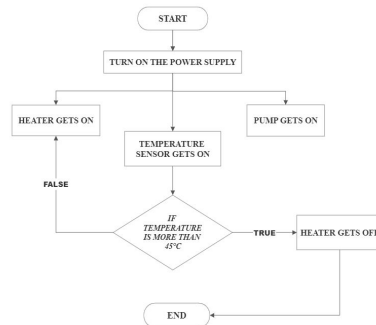 START
TURN ON THE POWER SUPPLY
HEATER GETS ON
TEMPERATURE
SENSOR GETS ON
PUMP GETS ON
FALSE
IF
TEMPERATURE
IS MORE THAN
45°C
TRUE
HEATER GETS OFF
END